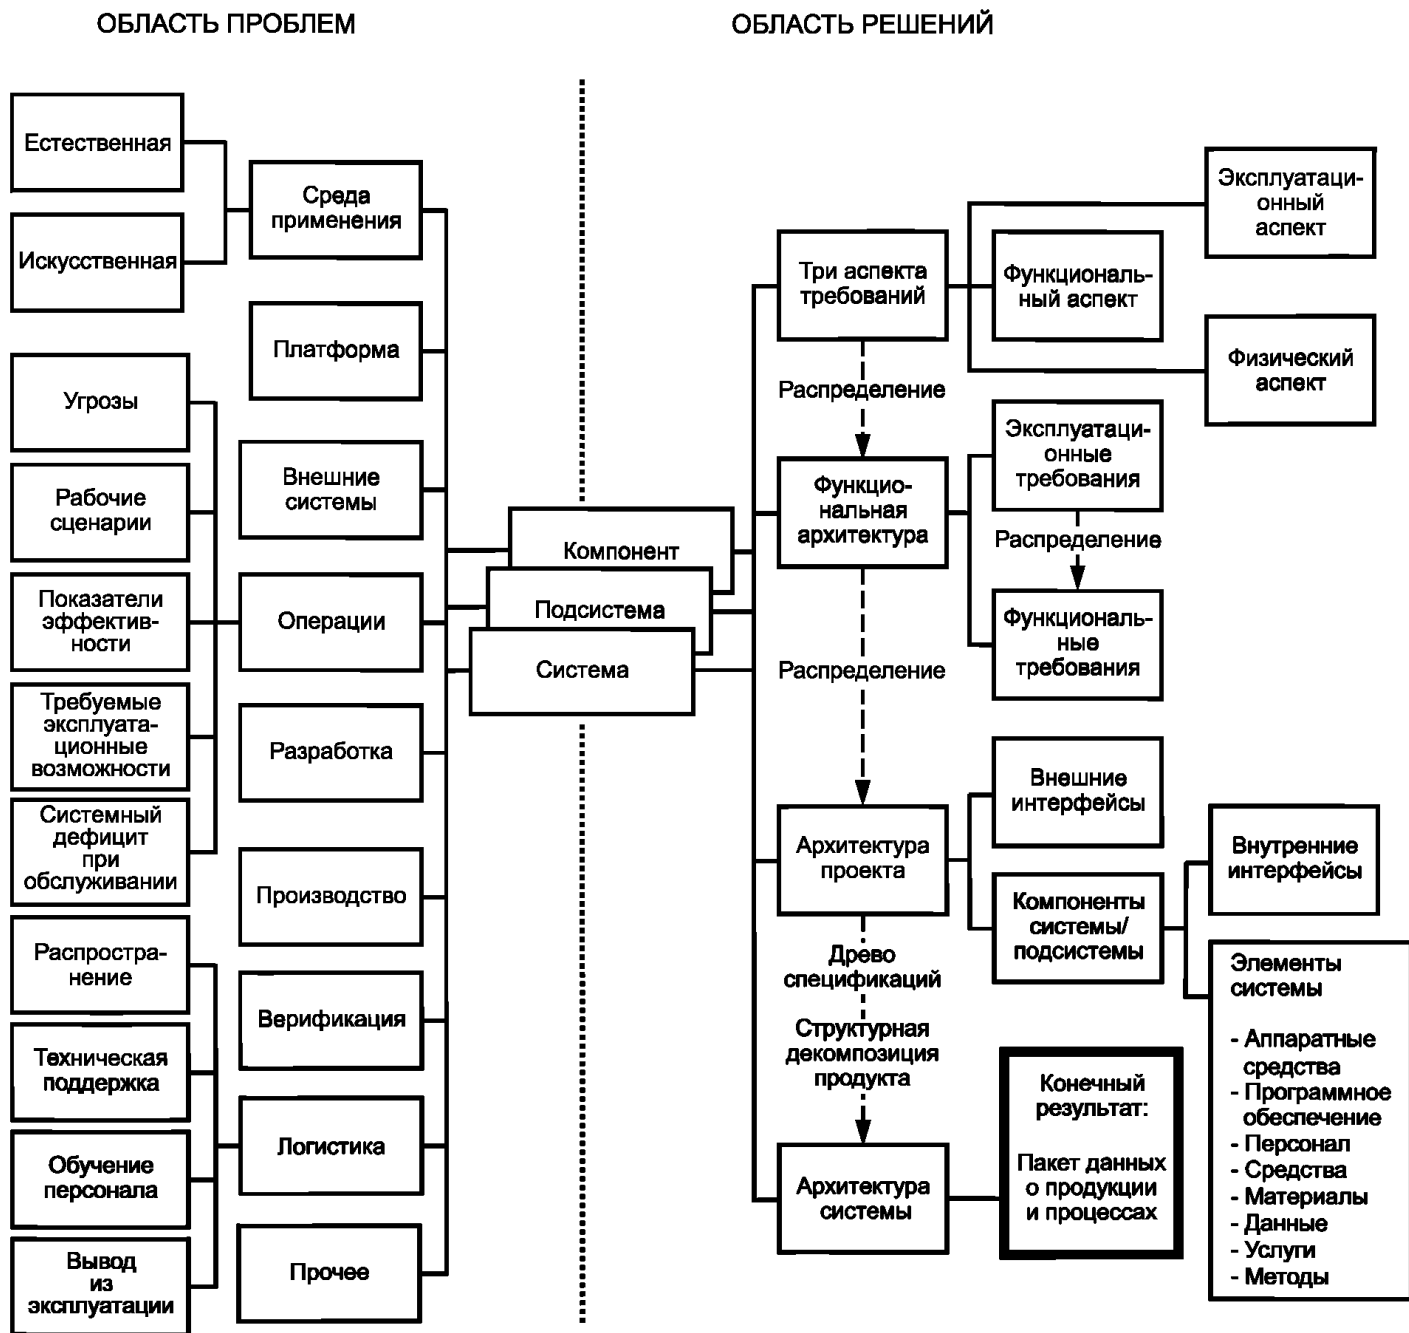 ОБЛАСТЬ ПРОБЛЕМ
ОБЛАСТЬ РЕШЕНИЙ
Естественная
Искусственная
Среда
применения
Платформа
Угрозы
Рабочие
сценарии
Показатели
эффектив-
ности
Требуемые
эксплуата-
ционные
возможности
Системный
дефицит
при
обслуживании
Внешние
системы
Операции
Разработка
Производство
Распростра-
нение
Техническая
поддержка
Обучение
персонала
Вывод
из
эксплуатации
Верификация
Логистика
Прочее
Компонент
Подсистема
Система
Три аспекта
требований
Эксплуатаци-
онный
аспект
Функциональ-
ный аспект
Физический
аспект
Распределение
Функцио-
нальная
архитектура
Эксплуатаци-
онные
требования
Распределение
Функциональ-
ные
требования
Распределение
Архитектура
проекта
Внешние
интерфейсы
Компоненты
системы/
подсистемы
Внутренние
интерфейсы
Элементы
системы
- Аппаратные
средства
- Программное
обеспечение
- Персонал
- Средства
- Материалы
- Данные
- Услуги
- Методы
Древо
спецификаций
Структурная
декомпозиция
продукта
Архитектура
системы
Конечный
результат:
Пакет данных
о продукции
и процессах